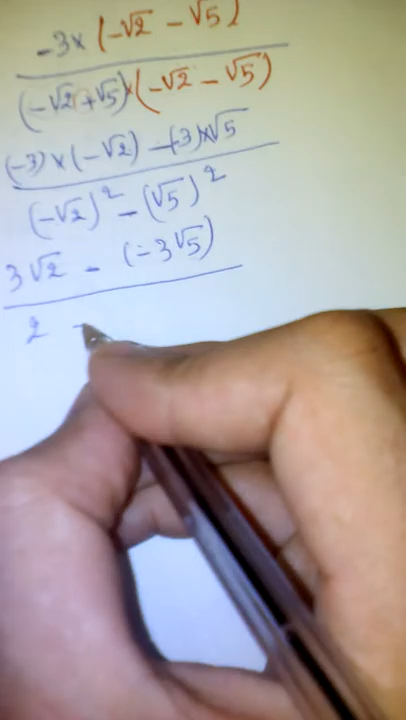 -3 × (-√2 - √5)
(-√2 + √5) × (-√2 - √5)
(-3) × (-√2) - (-3) × √5
(-√2)² - (√5)²
3√2 - (-3√5)
2 -